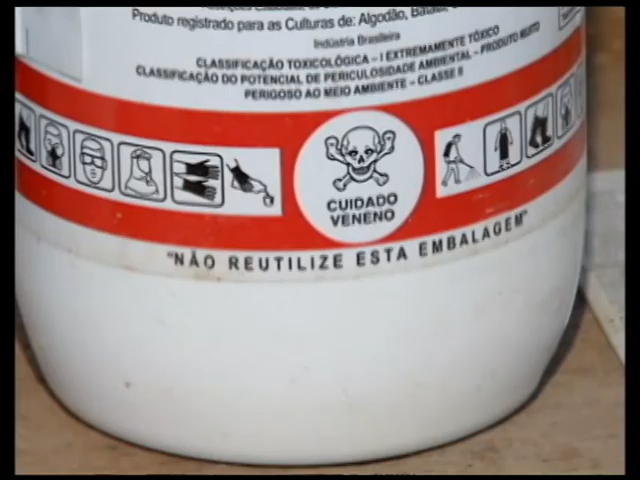 Produto registrado para as Culturas de: Algodão, Batata,
Indústria Brasileira
CLASSIFICAÇÃO TOXICOLÓGICA – I EXTREMAMENTE TÓXICO
CLASSIFICAÇÃO DO POTENCIAL DE PERICULOSIDADE AMBIENTAL – PRODUTO MUITO
PERIGOSO AO MEIO AMBIENTE – CLASSE II
CUIDADO
VENENO
"NÃO REUTILIZE ESTA EMBALAGEM"